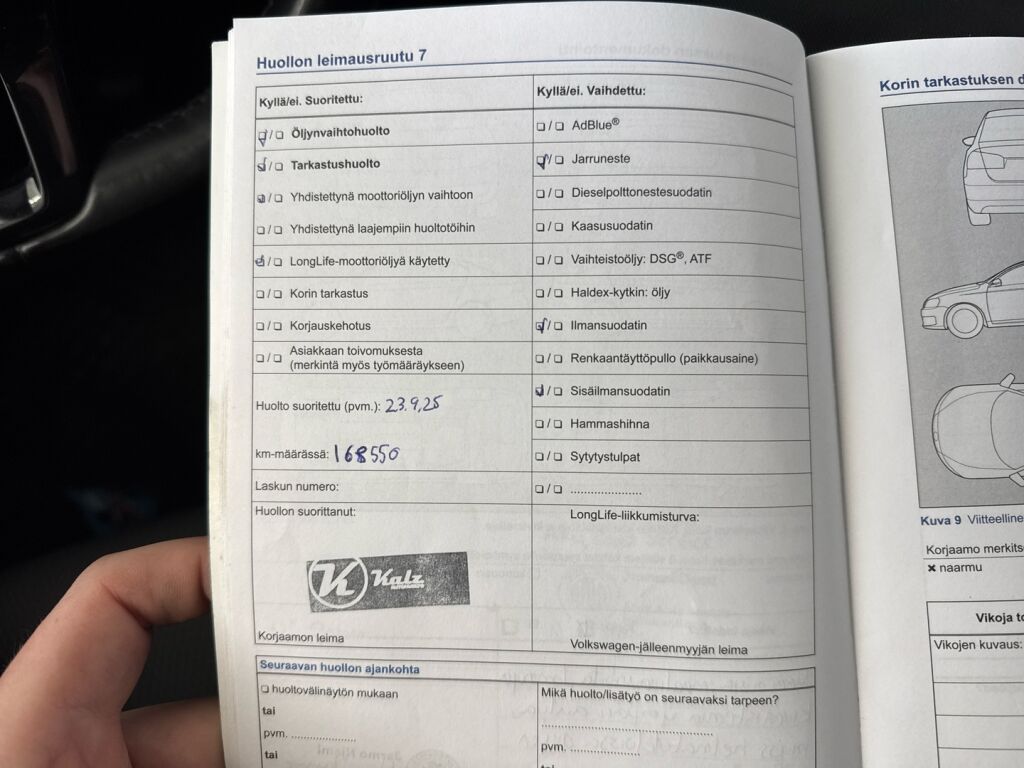 Huollon leimausruutu 7
Kyllä/ei. Suoritettu:
Öljynvaihtohuolto
Tarkastushuolto
Yhdistettynä moottoriöljyn vaihtoon
Yhdistettynä laajempiin huoltotöihin
LongLife-moottoriöljyä käytetty
Korin tarkastus
Korjauskehotus
Asiakkaan toivomuksesta
(merkintä myös työmääräykseen)
Huolto suoritettu (pvm.): 23.9,25
km-määrässä: 168550
Laskun numero:
Huollon suorittanut:
K Kalz
Korjaamon leima
Kyllä/ei. Vaihdettu:
AdBlue®
Jarruneste
Dieselpolttonestesuodatin
Kaasusuodatin
Vaihteistoöljy: DSG®, ATF
Haldex-kytkin: öljy
Ilmansuodatin
Renkaantäyttöpullo (paikkausaine)
Sisäilmansuodatin
Hammashihna
Sytytystulpat
.....................
LongLife-liikkumisturva:
Volkswagen-jälleenmyyjän leima
Seuraavan huollon ajankohta
huoltovälinäytön mukaan
tai
pvm. ...................
tai
Mikä huolto/lisätyö on seuraavaksi tarpeen?
pvm. ...................
Korin tarkastuksen
Kuva 9 Viitteelline
Korjaamo merkits
× naarmu
Vikoja to
Vikojen kuvaus: